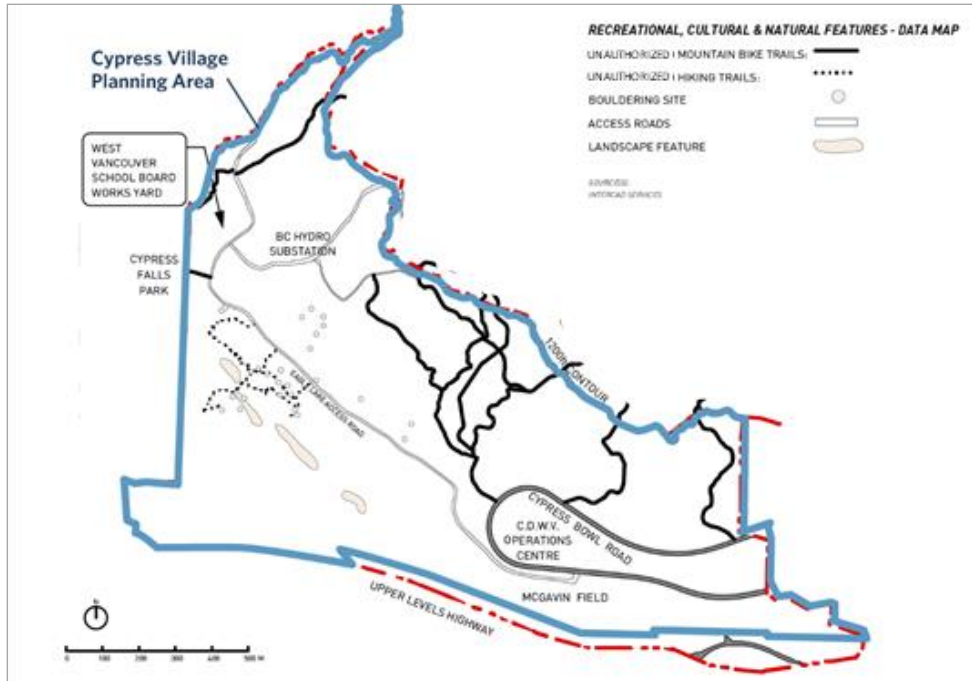 RECREATIONAL, CULTURAL & NATURAL FEATURES - DATA MAP
UNAUTHORIZED MOUNTAIN BIKE TRAILS:
UNAUTHORIZED HIKING TRAILS:
BOULDERING SITE
ACCESS ROADS
LANDSCAPE FEATURE
Cypress Village
Planning Area
WEST
VANCOUVER
SCHOOL BOARD
WORKS YARD
BC HYDRO
SUBSTATION
CYPRESS
FALLS
PARK
1200ft CONTOUR
EAGLE LAKE ACCESS ROAD
CYPRESS BOWL ROAD
C.D.W.V.
OPERATIONS
CENTRE
MCGAVIN FIELD
UPPER LEVELS HIGHWAY
N
0 100 200 300 400 500 M